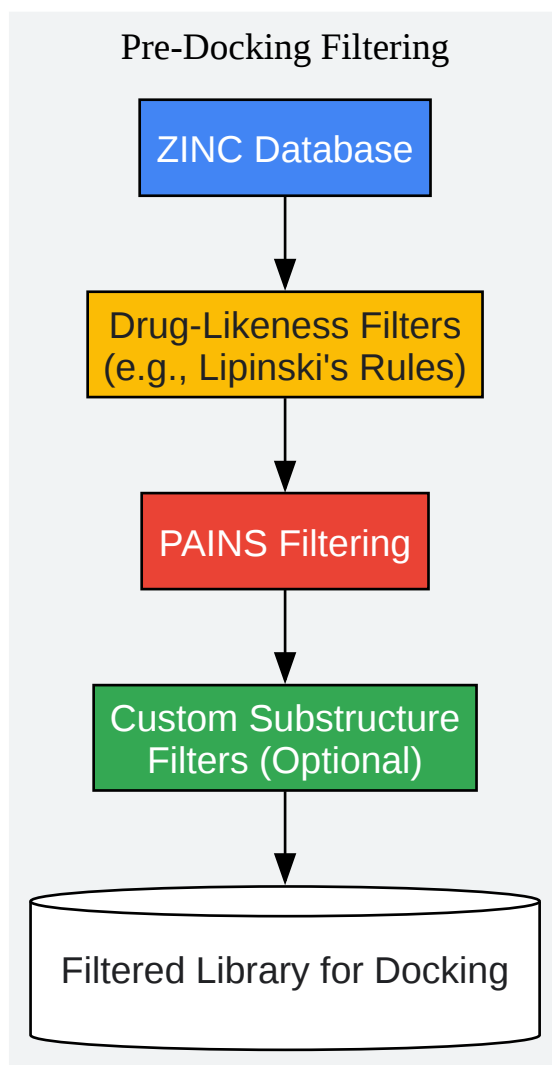 Pre-Docking Filtering
ZINC Database
Drug-Likeness Filters
(e.g., Lipinski's Rules)
PAINS Filtering
Custom Substructure
Filters (Optional)
Filtered Library for Docking